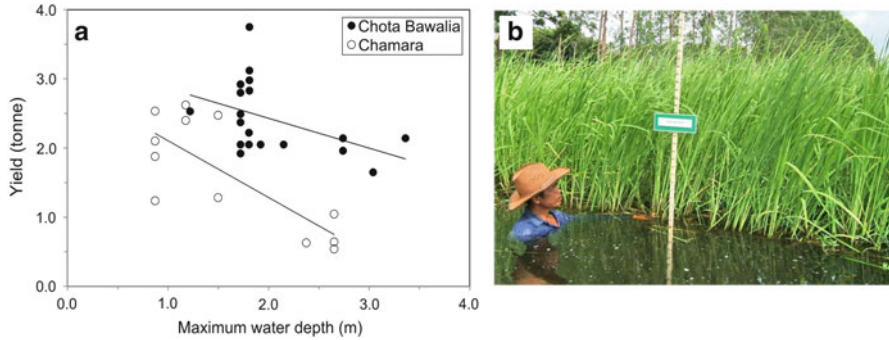 a
Chota Bawalia
Chamara
Yield (tonne)
4.0
3.0
2.0
1.0
0.0
0.0
1.0
2.0
3.0
4.0
Maximum water depth (m)
b